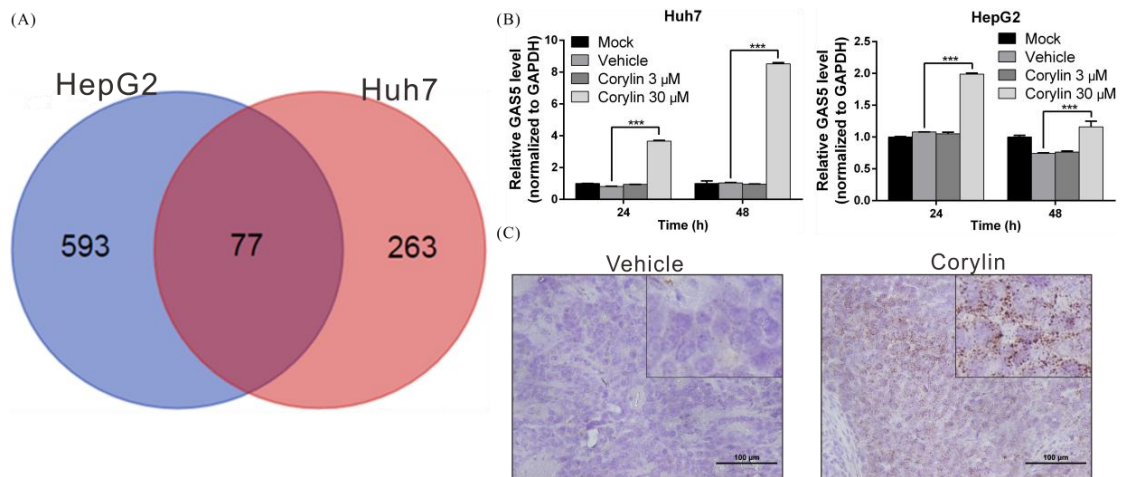 (A)
HepG2
Huh7
593
77
263
(B)
Huh7
Relative GAS5 level
(normalized to GAPDH)
10
8
6
4
2
0
Mock
Vehicle
Corylin 3 µM
Corylin 30 µM
***
***
24
48
Time (h)
HepG2
Relative GAS5 level
(normalized to GAPDH)
2.5
2.0
1.5
1.0
0.5
0.0
Mock
Vehicle
Corylin 3 µM
Corylin 30 µM
***
***
24
48
Time (h)
(C)
Vehicle
100 µm
Corylin
100 µm